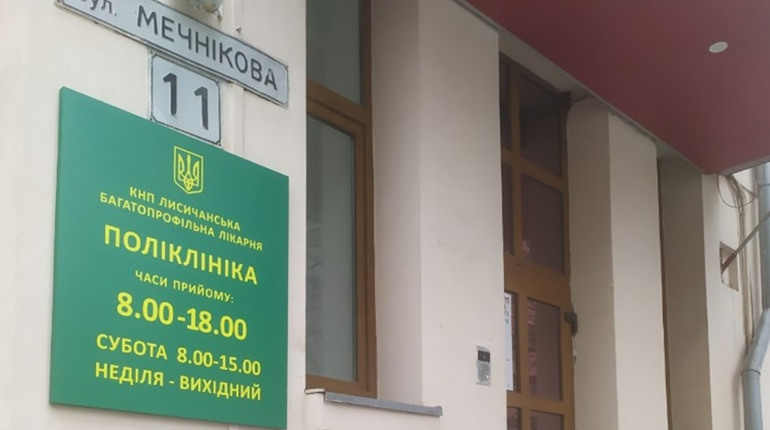 вул. МЕЧНІКОВА
11
КНП ЛИСИЧАНСЬКА
БАГАТОПРОФІЛЬНА ЛІКАРНЯ
ПОЛІКЛІНІКА
ЧАСИ ПРИЙОМУ:
8.00-18.00
СУБОТА 8.00-15.00
НЕДІЛЯ - ВИХІДНИЙ